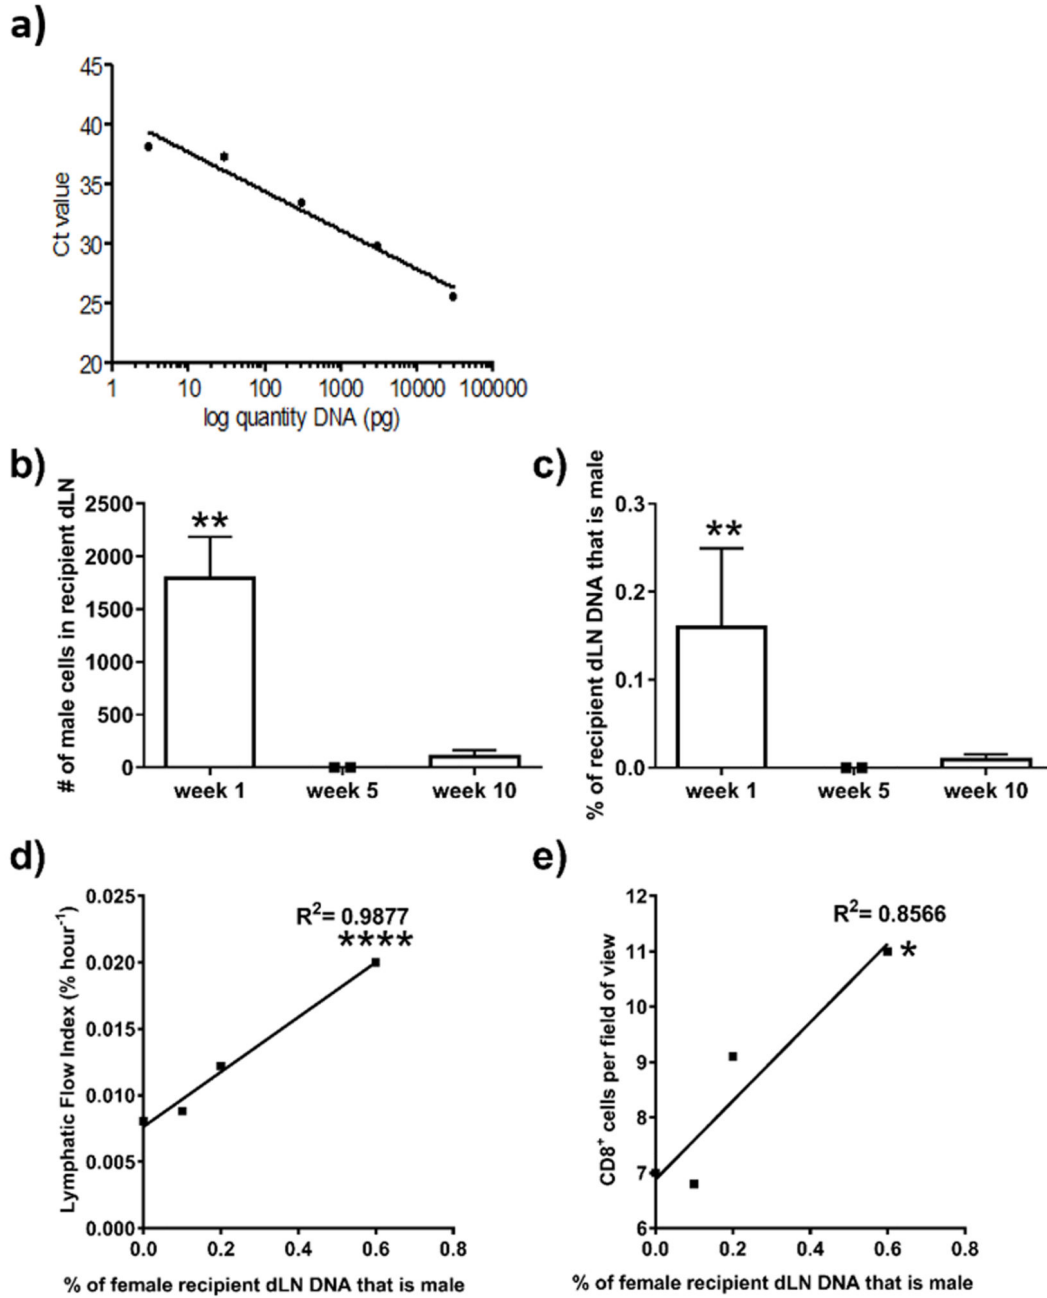 a)
45
40
35
30
25
20
Ct value
1 10 100 1000 10000 100000
log quantity DNA (pg)
b)
# of male cells in recipient dLN
2500
2000
1500
1000
500
0
**
week 1 week 5 week 10
c)
% of recipient dLN DNA that is male
0.3
0.2
0.1
0.0
**
week 1 week 5 week 10
d)
Lymphatic Flow Index (% hour⁻¹)
0.025
0.020
0.015
0.010
0.005
0.000
R²= 0.9877
****
0.0 0.2 0.4 0.6 0.8
% of female recipient dLN DNA that is male
e)
CD8⁺ cells per field of view
12
11
10
9
8
7
6
R²= 0.8566
*
0.0 0.2 0.4 0.6 0.8
% of female recipient dLN DNA that is male